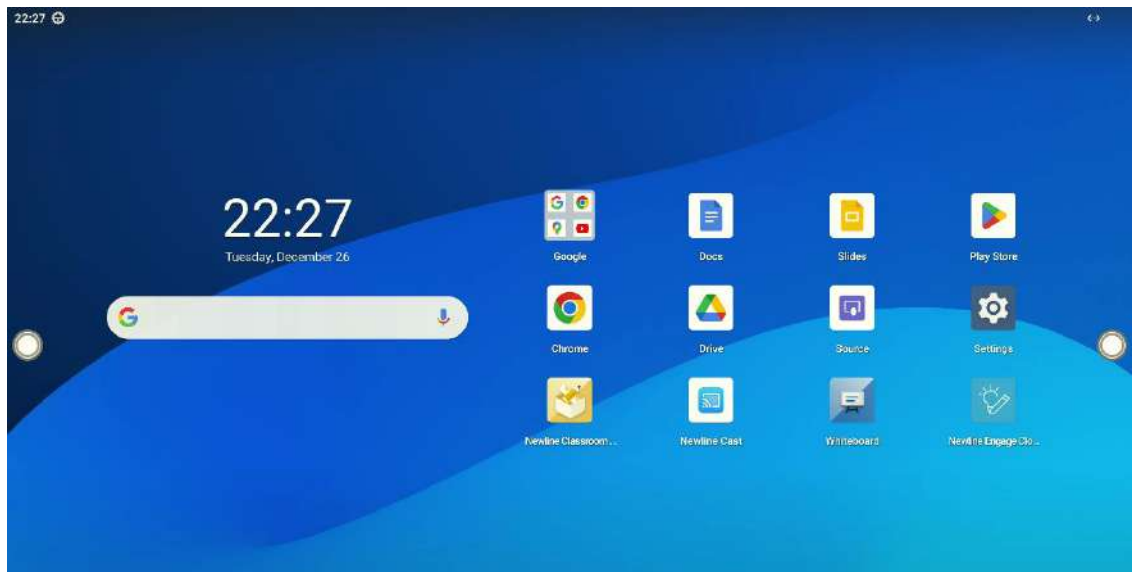 22:27
22:27
Tuesday, December 26
Google
Docs
Slides
Play Store
Chrome
Drive
Source
Settings
Newline Classroom...
Newline Cast
Whiteboard
Newline Engage Clo...